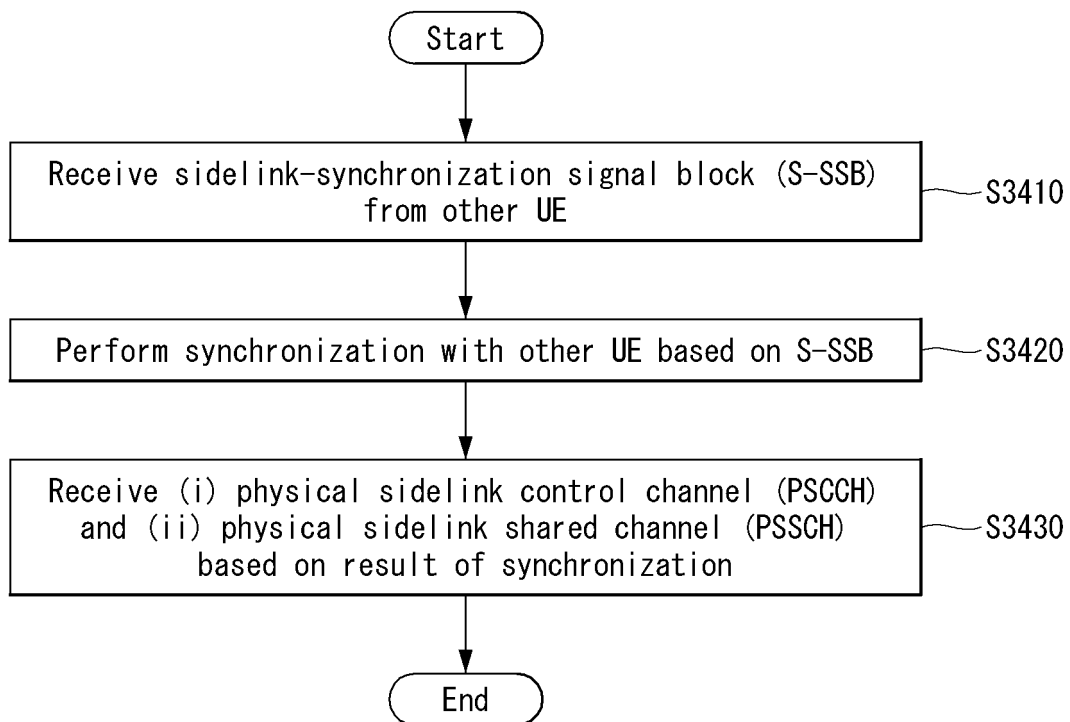 Start
Receive sidelink-synchronization signal block (S-SSB)
from other UE
S3410
Perform synchronization with other UE based on S-SSB
S3420
Receive (i) physical sidelink control channel (PSCCH)
and (ii) physical sidelink shared channel (PSSCH)
based on result of synchronization
S3430
End